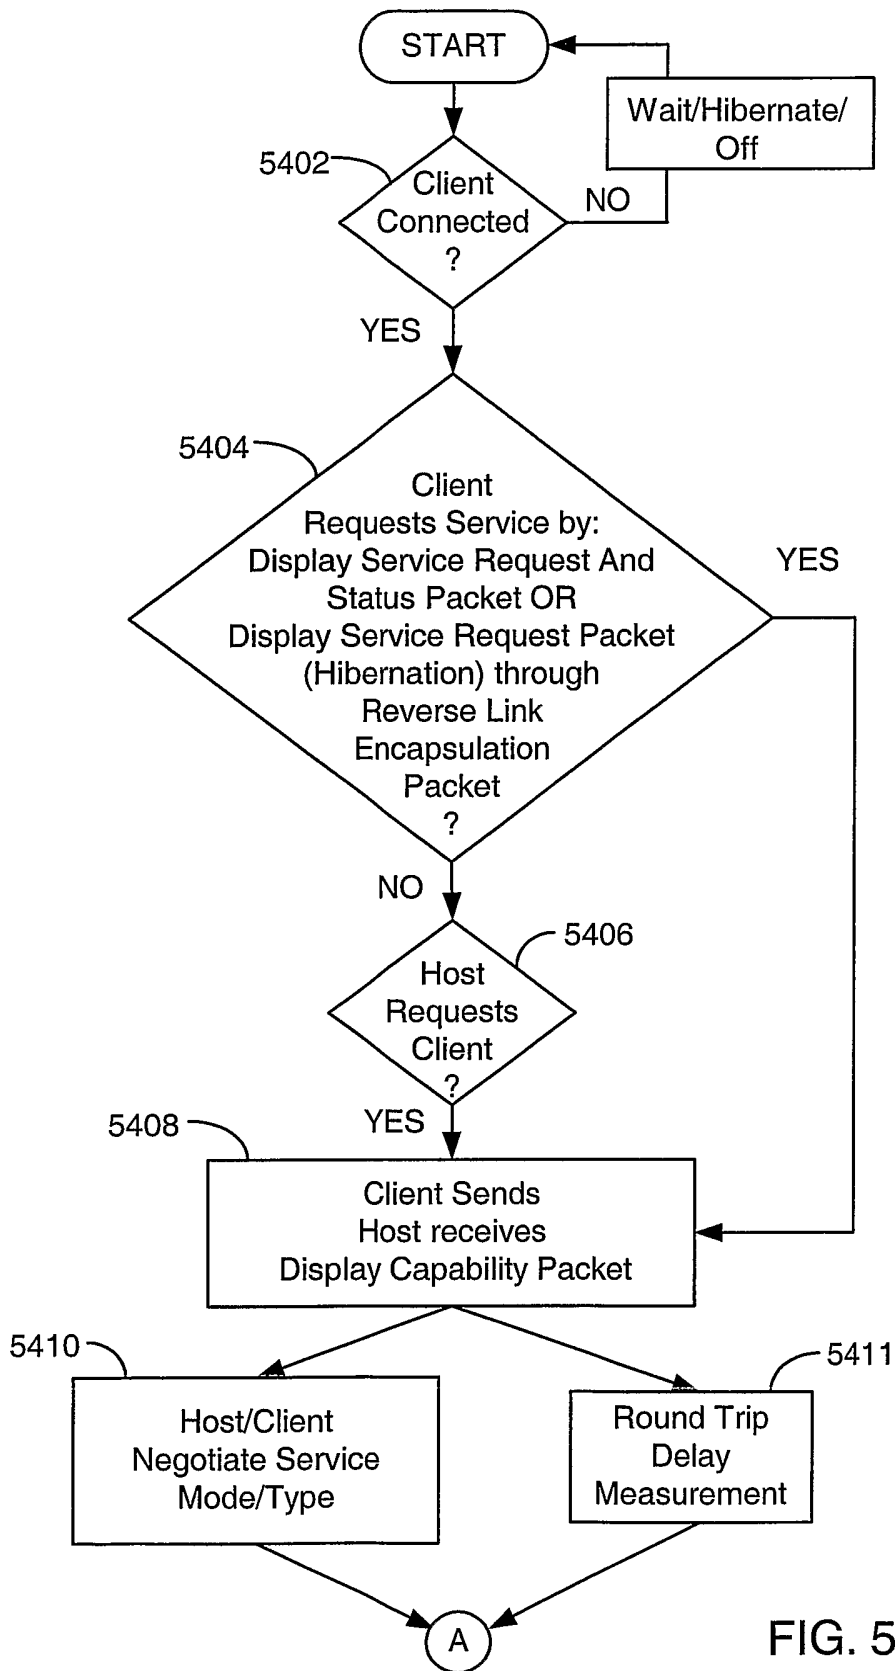 START
Wait/Hibernate/
Off
5402
Client
Connected
?
NO
YES
5404
Client
Requests Service by:
Display Service Request And
Status Packet OR
Display Service Request Packet
(Hibernation) through
Reverse Link
Encapsulation
Packet
?
YES
NO
5406
Host
Requests
Client
?
YES
5408
Client Sends
Host receives
Display Capability Packet
5410
Host/Client
Negotiate Service
Mode/Type
5411
Round Trip
Delay
Measurement
A
FIG. 5